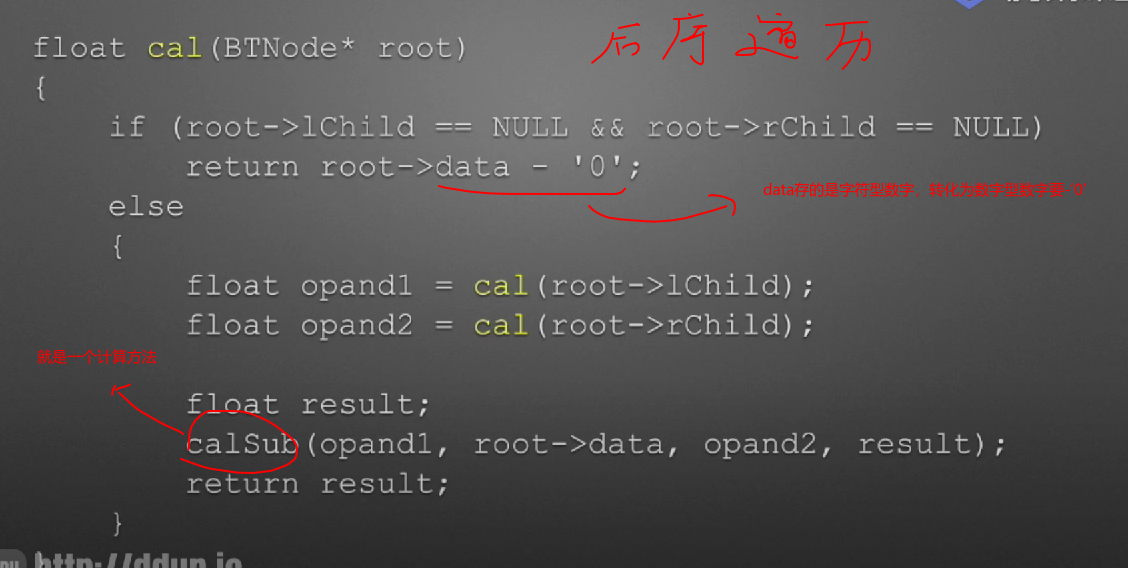 float cal(BTNode* root)
后序遍历
{
if (root->lChild == NULL && root->rChild == NULL)
return root->data - '0';
data存的是字符型数字，转化为数字单数字要-'0'
else
{
float opand1 = cal(root->lChild);
float opand2 = cal(root->rChild);
就是一个计算方法
float result;
calSub(opand1, root->data, opand2, result);
return result;
}
}
http://ddup.io